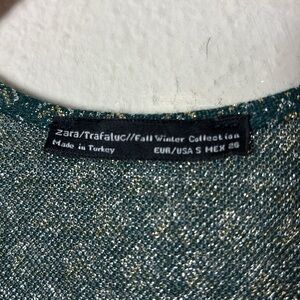 zara/Trafaluc//Fall Winter Collection
Made in Turkey
EUR/USA S MEX 26